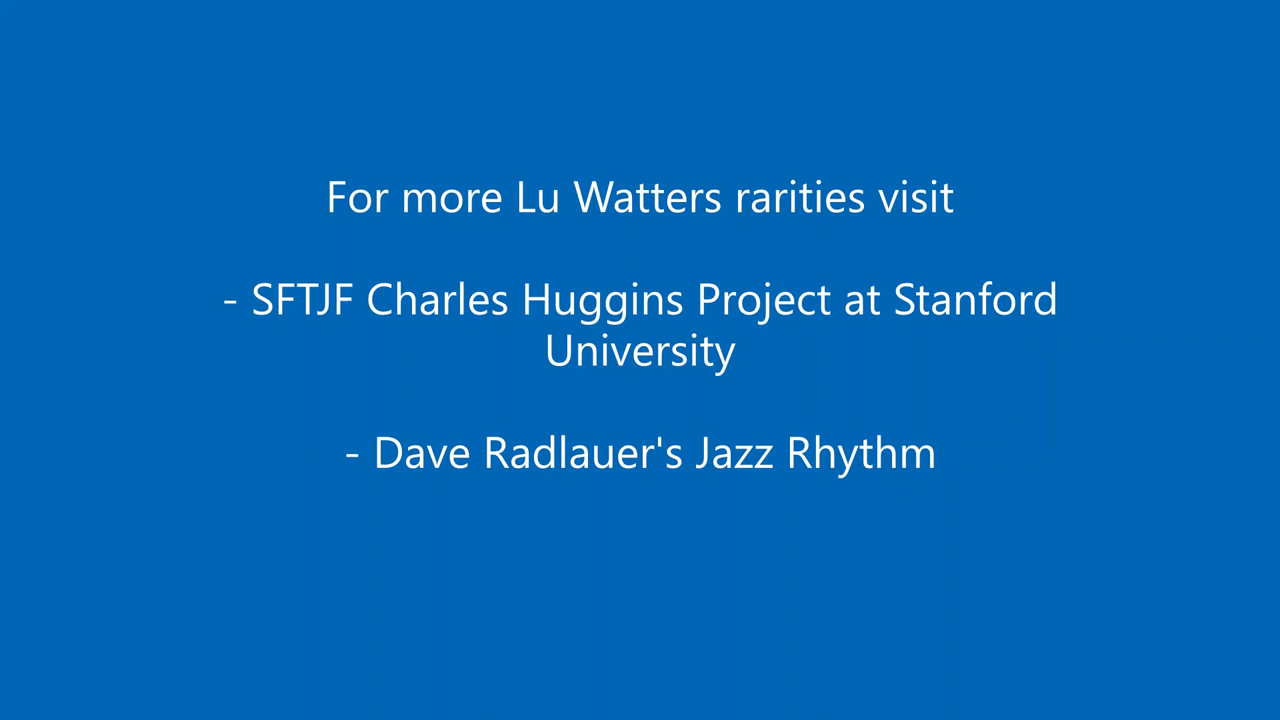 For more Lu Watters rarities visit
- SFTJF Charles Huggins Project at Stanford
University
- Dave Radlauer's Jazz Rhythm